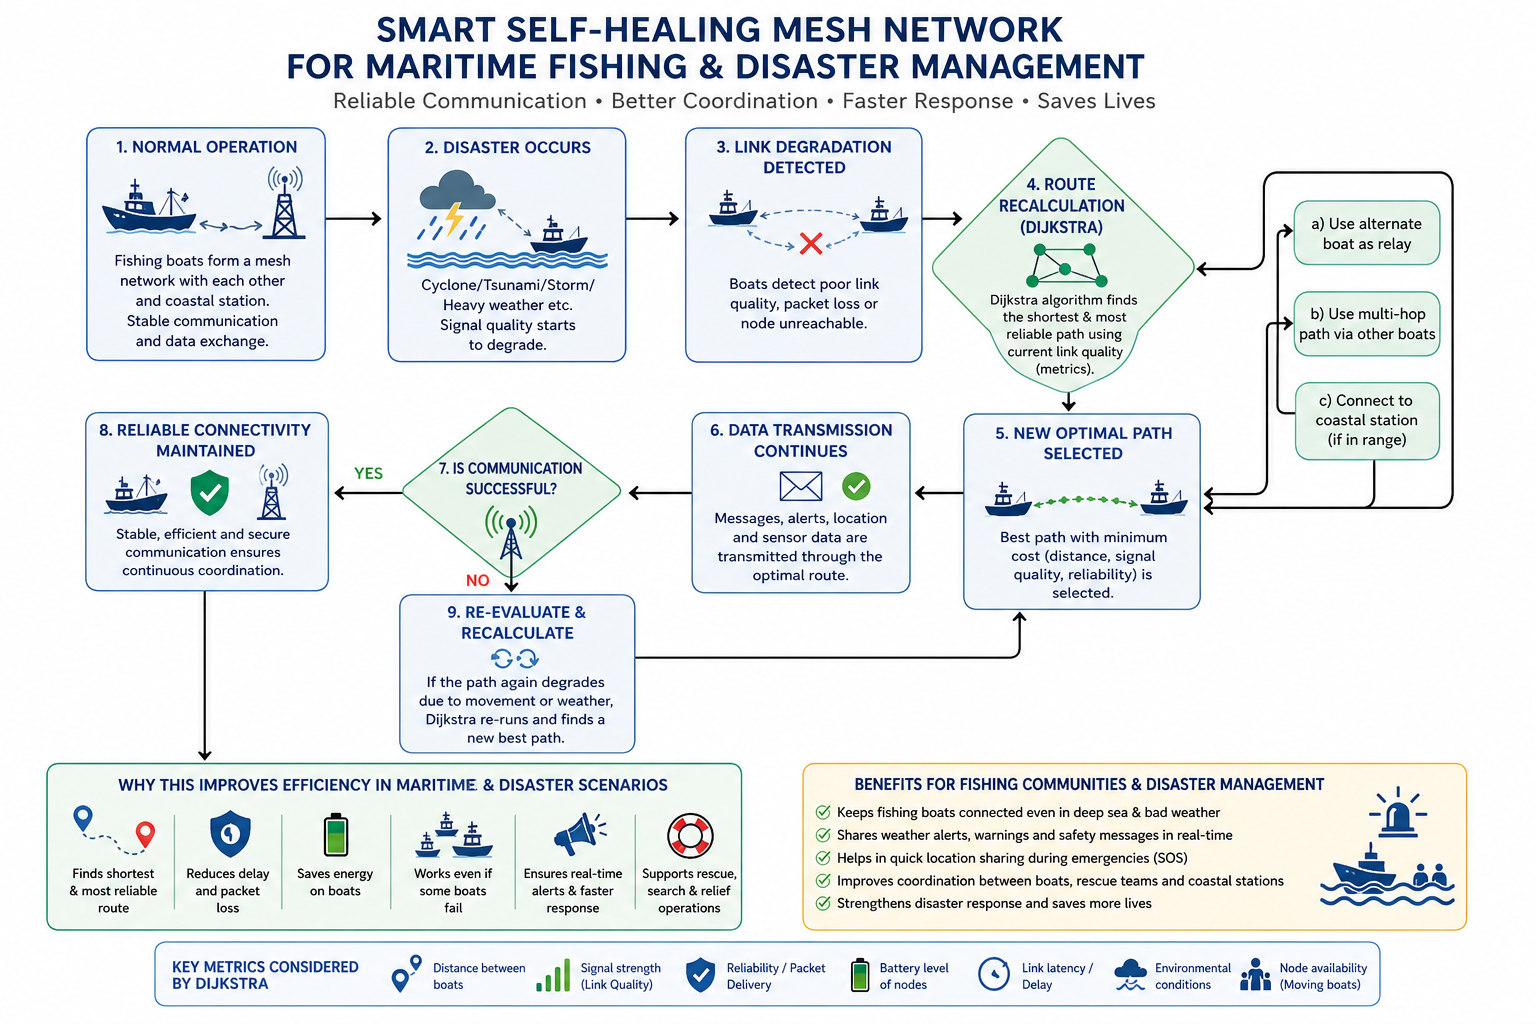 SMART SELF-HEALING MESH NETWORK
FOR MARITIME FISHING & DISASTER MANAGEMENT
Reliable Communication • Better Coordination • Faster Response • Saves Lives
1. NORMAL OPERATION
Fishing boats form a mesh
network with each other
and coastal station.
Stable communication
and data exchange.
2. DISASTER OCCURS
Cyclone/Tsunami/Storm/
Heavy weather etc.
Signal quality starts
to degrade.
3. LINK DEGRADATION
DETECTED
Boats detect poor link
quality, packet loss or
node unreachable.
4. ROUTE
RECALCULATION
(DIJKSTRA)
Dijkstra algorithm finds
the shortest & most
reliable path using
current link quality
(metrics).
a) Use alternate
boat as relay
b) Use multi-hop
path via other boats
c) Connect to
coastal station
(if in range)
5. NEW OPTIMAL PATH
SELECTED
Best path with minimum
cost (distance, signal
quality, reliability) is
selected.
6. DATA TRANSMISSION
CONTINUES
Messages, alerts, location
and sensor data are
transmitted through the
optimal route.
7. IS COMMUNICATION
SUCCESSFUL?
YES
NO
8. RELIABLE CONNECTIVITY
MAINTAINED
Stable, efficient and secure
communication ensures
continuous coordination.
9. RE-EVALUATE &
RECALCULATE
If the path again degrades
due to movement or weather,
Dijkstra re-runs and finds a
new best path.
WHY THIS IMPROVES EFFICIENCY IN MARITIME & DISASTER SCENARIOS
Finds shortest
& most reliable
route
Reduces delay
and packet
loss
Saves energy
on boats
Works even if
some boats
fail
Ensures real-time
alerts & faster
response
Supports rescue,
search & relief
operations
BENEFITS FOR FISHING COMMUNITIES & DISASTER MANAGEMENT
Keeps fishing boats connected even in deep sea & bad weather
Shares weather alerts, warnings and safety messages in real-time
Helps in quick location sharing during emergencies (SOS)
Improves coordination between boats, rescue teams and coastal stations
Strengthens disaster response and saves more lives
KEY METRICS CONSIDERED
BY DIJKSTRA
Distance between
boats
Signal strength
(Link Quality)
Reliability / Packet
Delivery
Battery level
of nodes
Link latency /
Delay
Environmental
conditions
Node availability
(Moving boats)